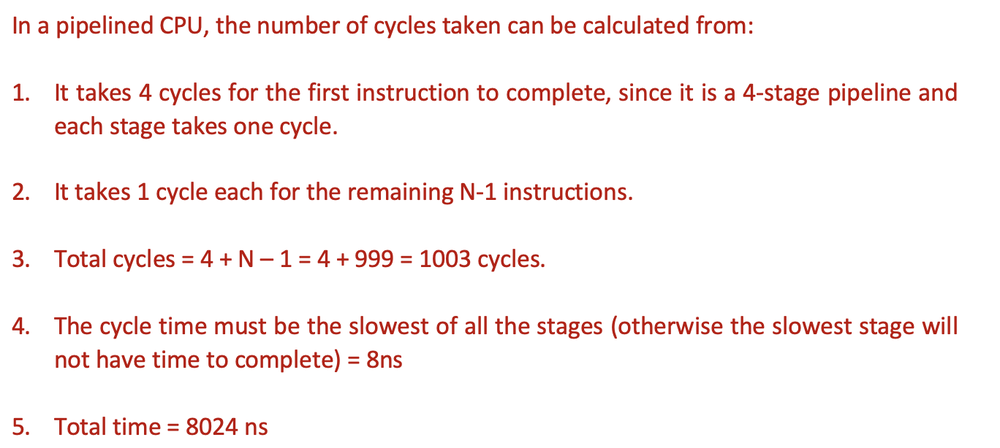 In a pipelined CPU, the number of cycles taken can be calculated from:
1. It takes 4 cycles for the first instruction to complete, since it is a 4-stage pipeline and
each stage takes one cycle.
2. It takes 1 cycle each for the remaining N-1 instructions.
3. Total cycles = 4 + N – 1 = 4 + 999 = 1003 cycles.
4. The cycle time must be the slowest of all the stages (otherwise the slowest stage will
not have time to complete) = 8ns
5. Total time = 8024 ns